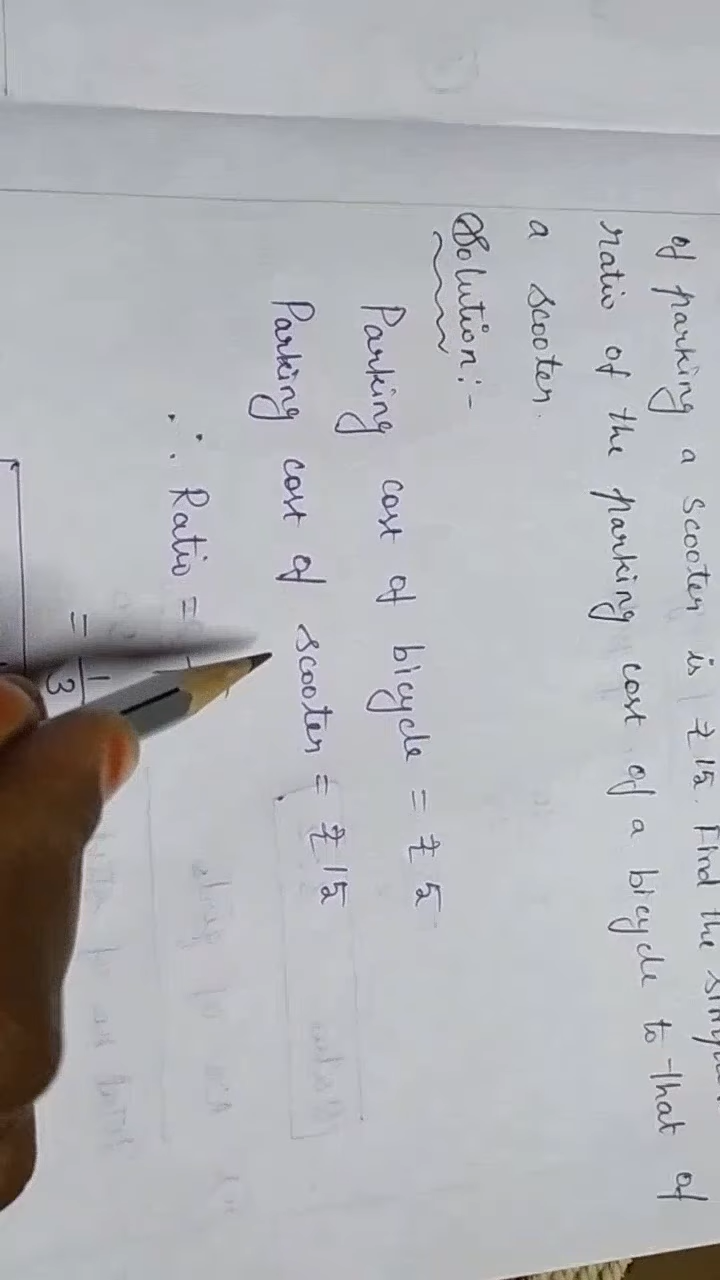 of parking a scooter is ₹ 15. Find the
ratio of the parking cost of a bicycle to that of
a scooter.
Solution:-
Parking cost of bicycle = ₹ 5
Parking cost of scooter = ₹ 15
∴ Ratio =
= 1/3